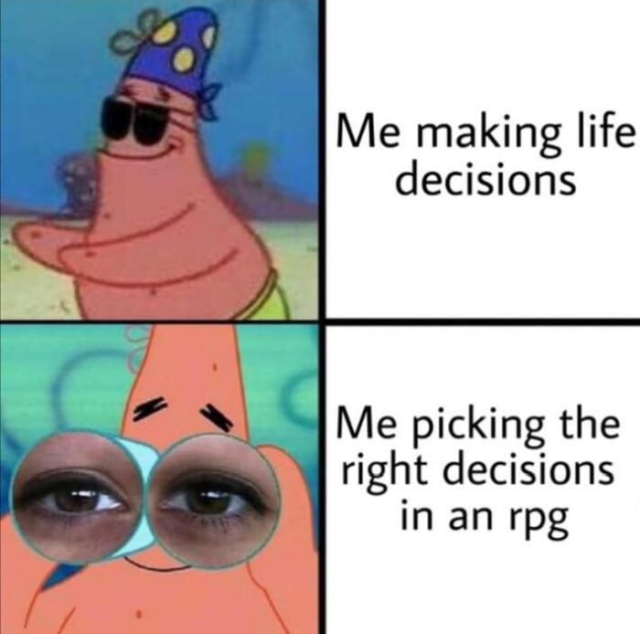 Me making life
decisions
Me picking the
right decisions
in an rpg